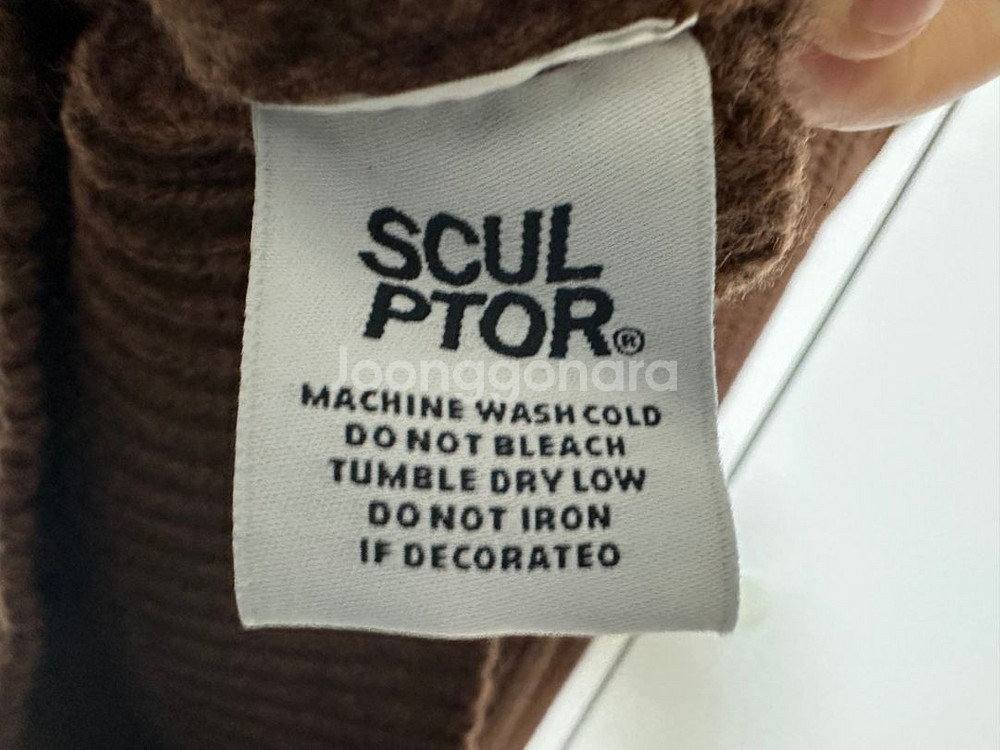 SCUL
PTOR®
Joonggonara
MACHINE WASH COLD
DO NOT BLEACH
TUMBLE DRY LOW
DO NOT IRON
IF DECORATED